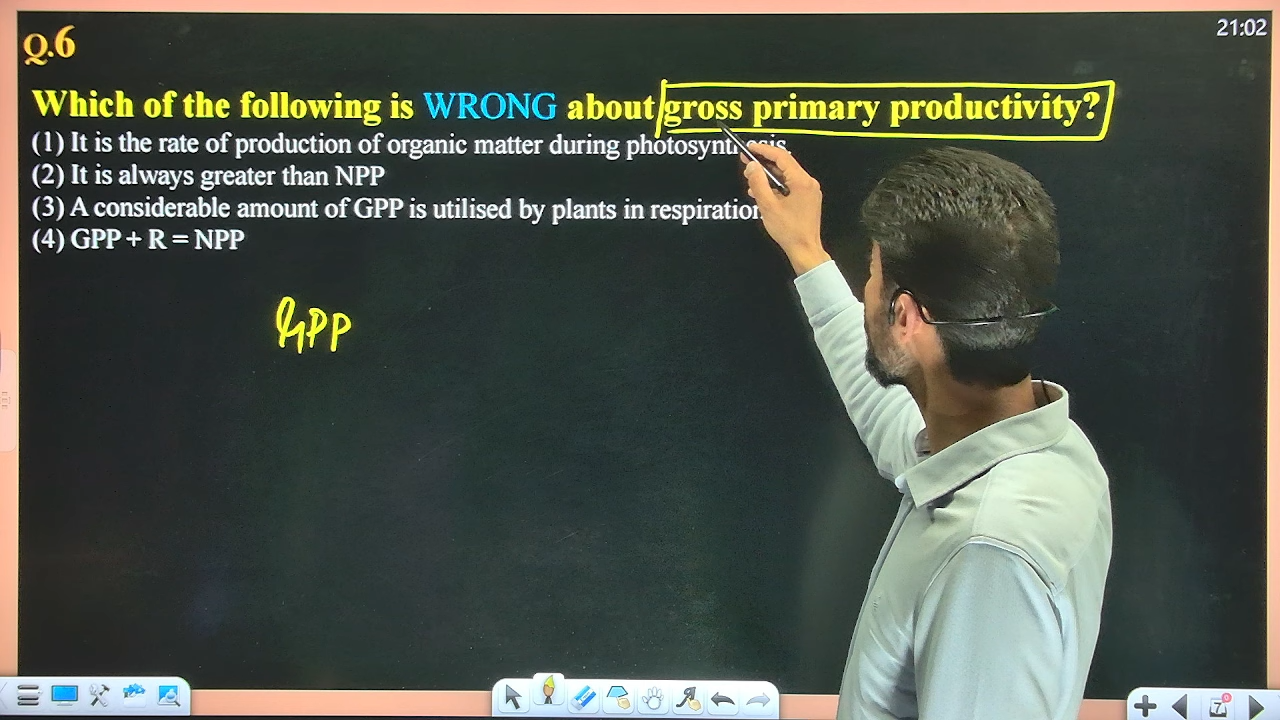 21:02
Q.6
Which of the following is WRONG about gross primary productivity?
(1) It is the rate of production of organic matter during photosynthesis
(2) It is always greater than NPP
(3) A considerable amount of GPP is utilised by plants in respiration
(4) GPP + R = NPP
GPP